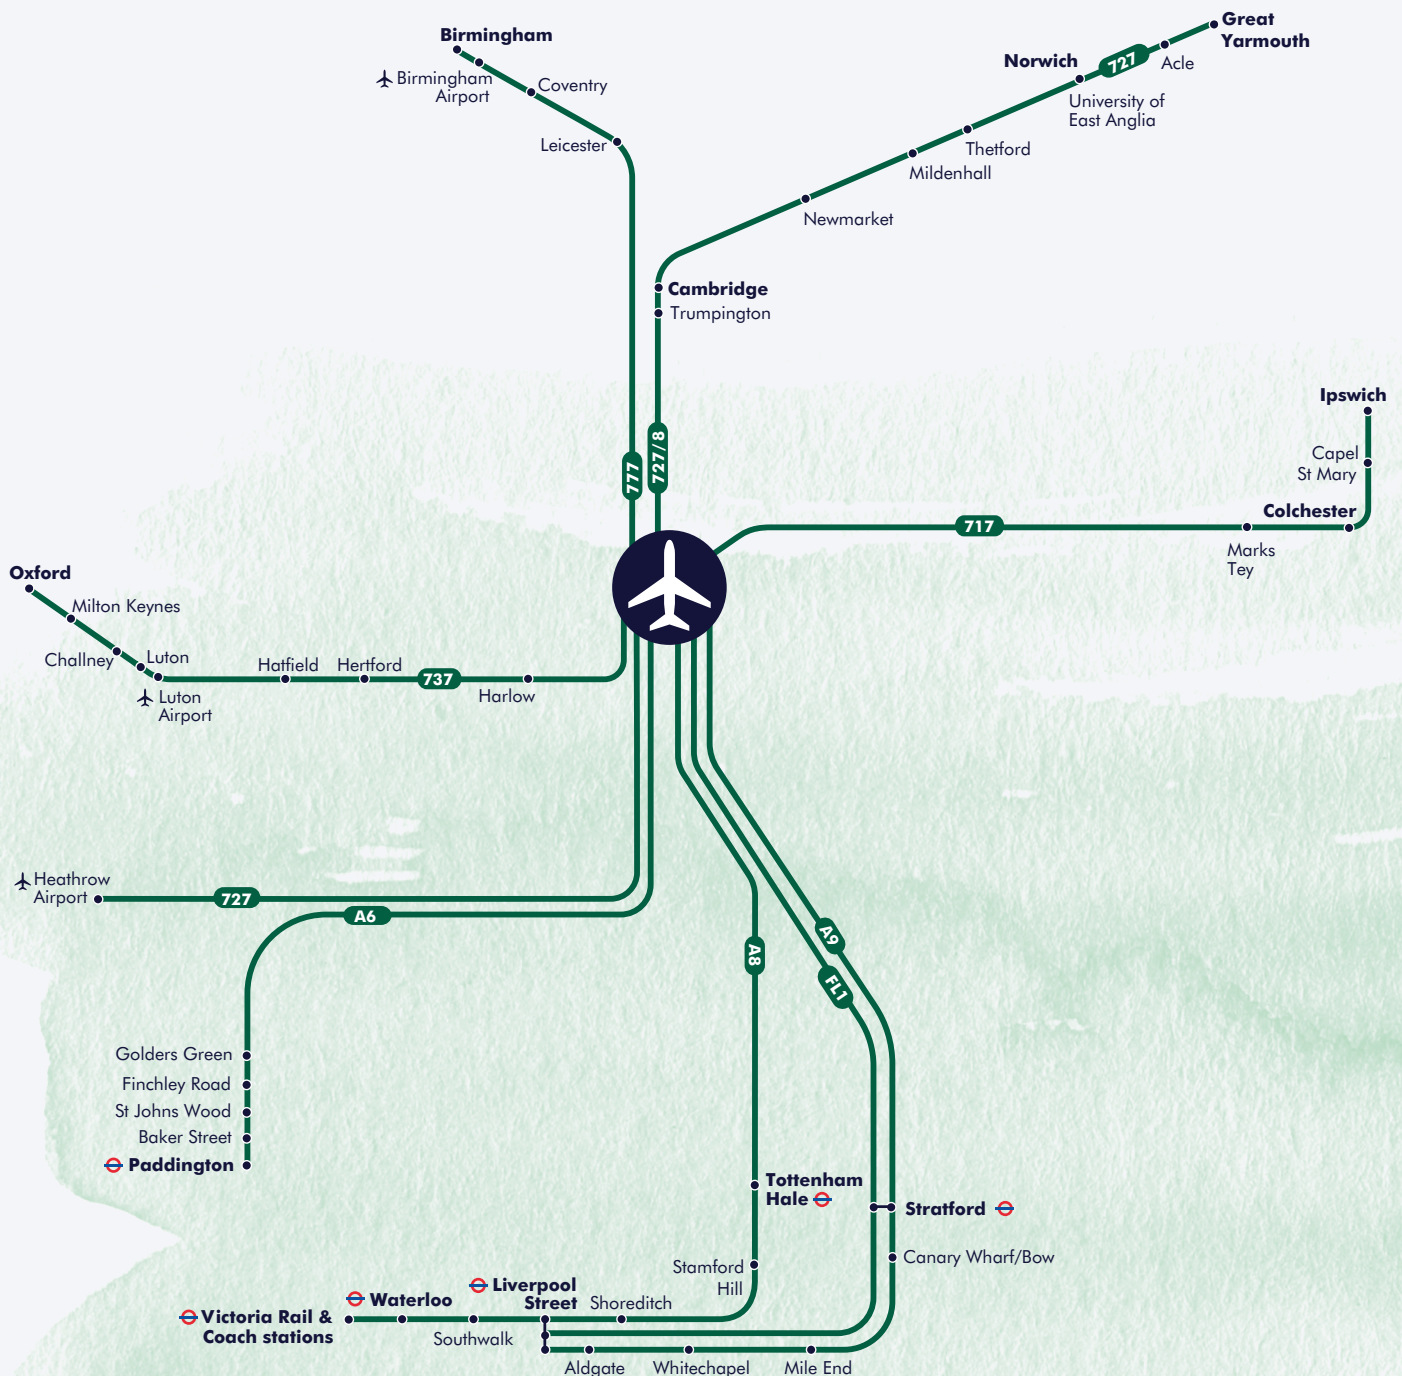 Birmingham
Birmingham
Airport
Coventry
Leicester
Great
Yarmouth
Norwich
727
Acle
University of
East Anglia
Thetford
Mildenhall
Newmarket
Cambridge
Trumpington
777
727/8
Ipswich
Capel
St Mary
Colchester
717
Marks
Tey
Oxford
Milton Keynes
Challney
Luton
Luton
Airport
Hatfield
Hertford
737
Harlow
Heathrow
Airport
727
A6
A8
A9
FL1
Golders Green
Finchley Road
St Johns Wood
Baker Street
Paddington
Tottenham
Hale
Stratford
Canary Wharf/Bow
Stamford
Hill
Liverpool
Street
Shoreditch
Waterloo
Victoria Rail &
Coach stations
Southwalk
Aldgate
Whitechapel
Mile End